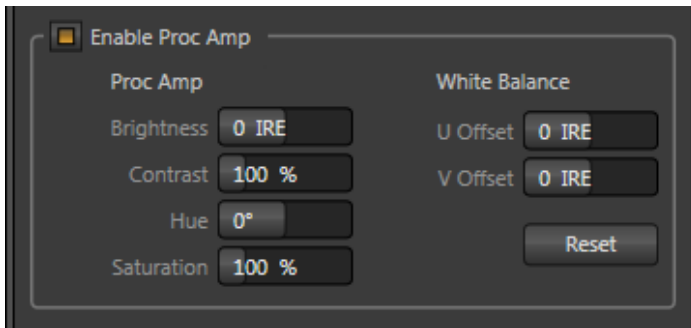 Enable Proc Amp
Proc Amp
Brightness 0 IRE
Contrast 100 %
Hue 0°
Saturation 100 %
White Balance
U Offset 0 IRE
V Offset 0 IRE
Reset